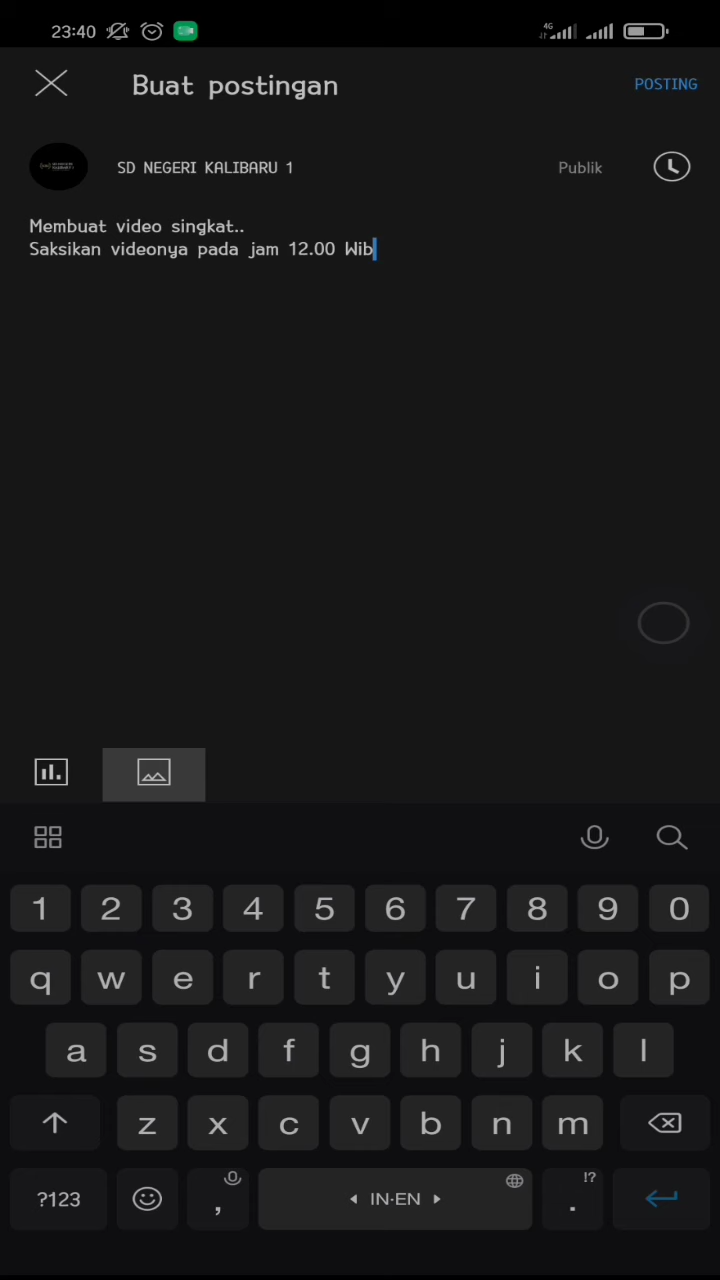 23:40
4G
Buat postingan
POSTING
SD NEGERI KALIBARU 1
Publik
Membuat video singkat..
Saksikan videonya pada jam 12.00 Wib
1 2 3 4 5 6 7 8 9 0
q w e r t y u i o p
a s d f g h j k l
z x c v b n m
?123 , IN-EN . !?